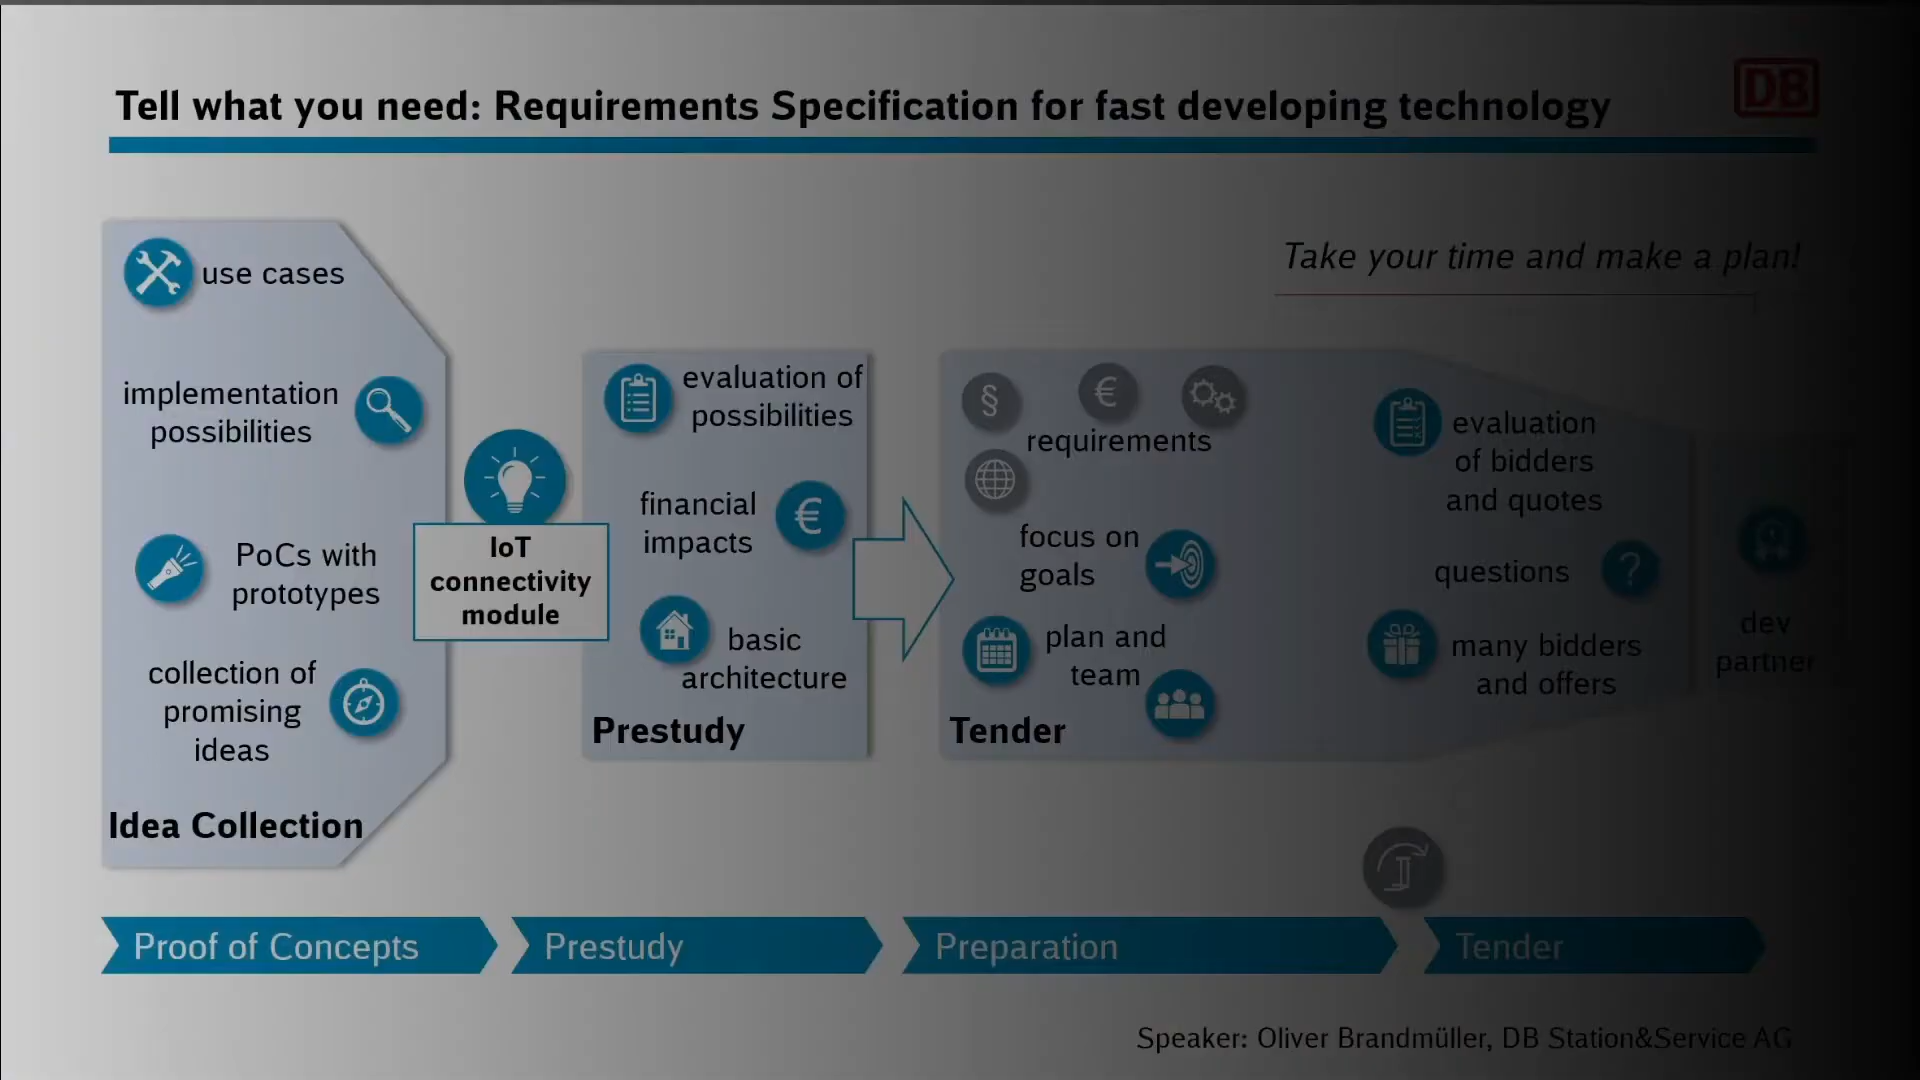 Tell what you need: Requirements Specification for fast developing technology
DB
Take your time and make a plan!
use cases
implementation
possibilities
PoCs with
prototypes
collection of
promising
ideas
Idea Collection
IoT
connectivity
module
evaluation of
possibilities
financial
impacts
€
basic
architecture
Prestudy
§
€
requirements
focus on
goals
plan and
team
Tender
evaluation
of bidders
and quotes
questions
?
many bidders
and offers
dev
partner
Proof of Concepts
Prestudy
Preparation
Tender
Speaker: Oliver Brandmüller, DB Station&Service AG